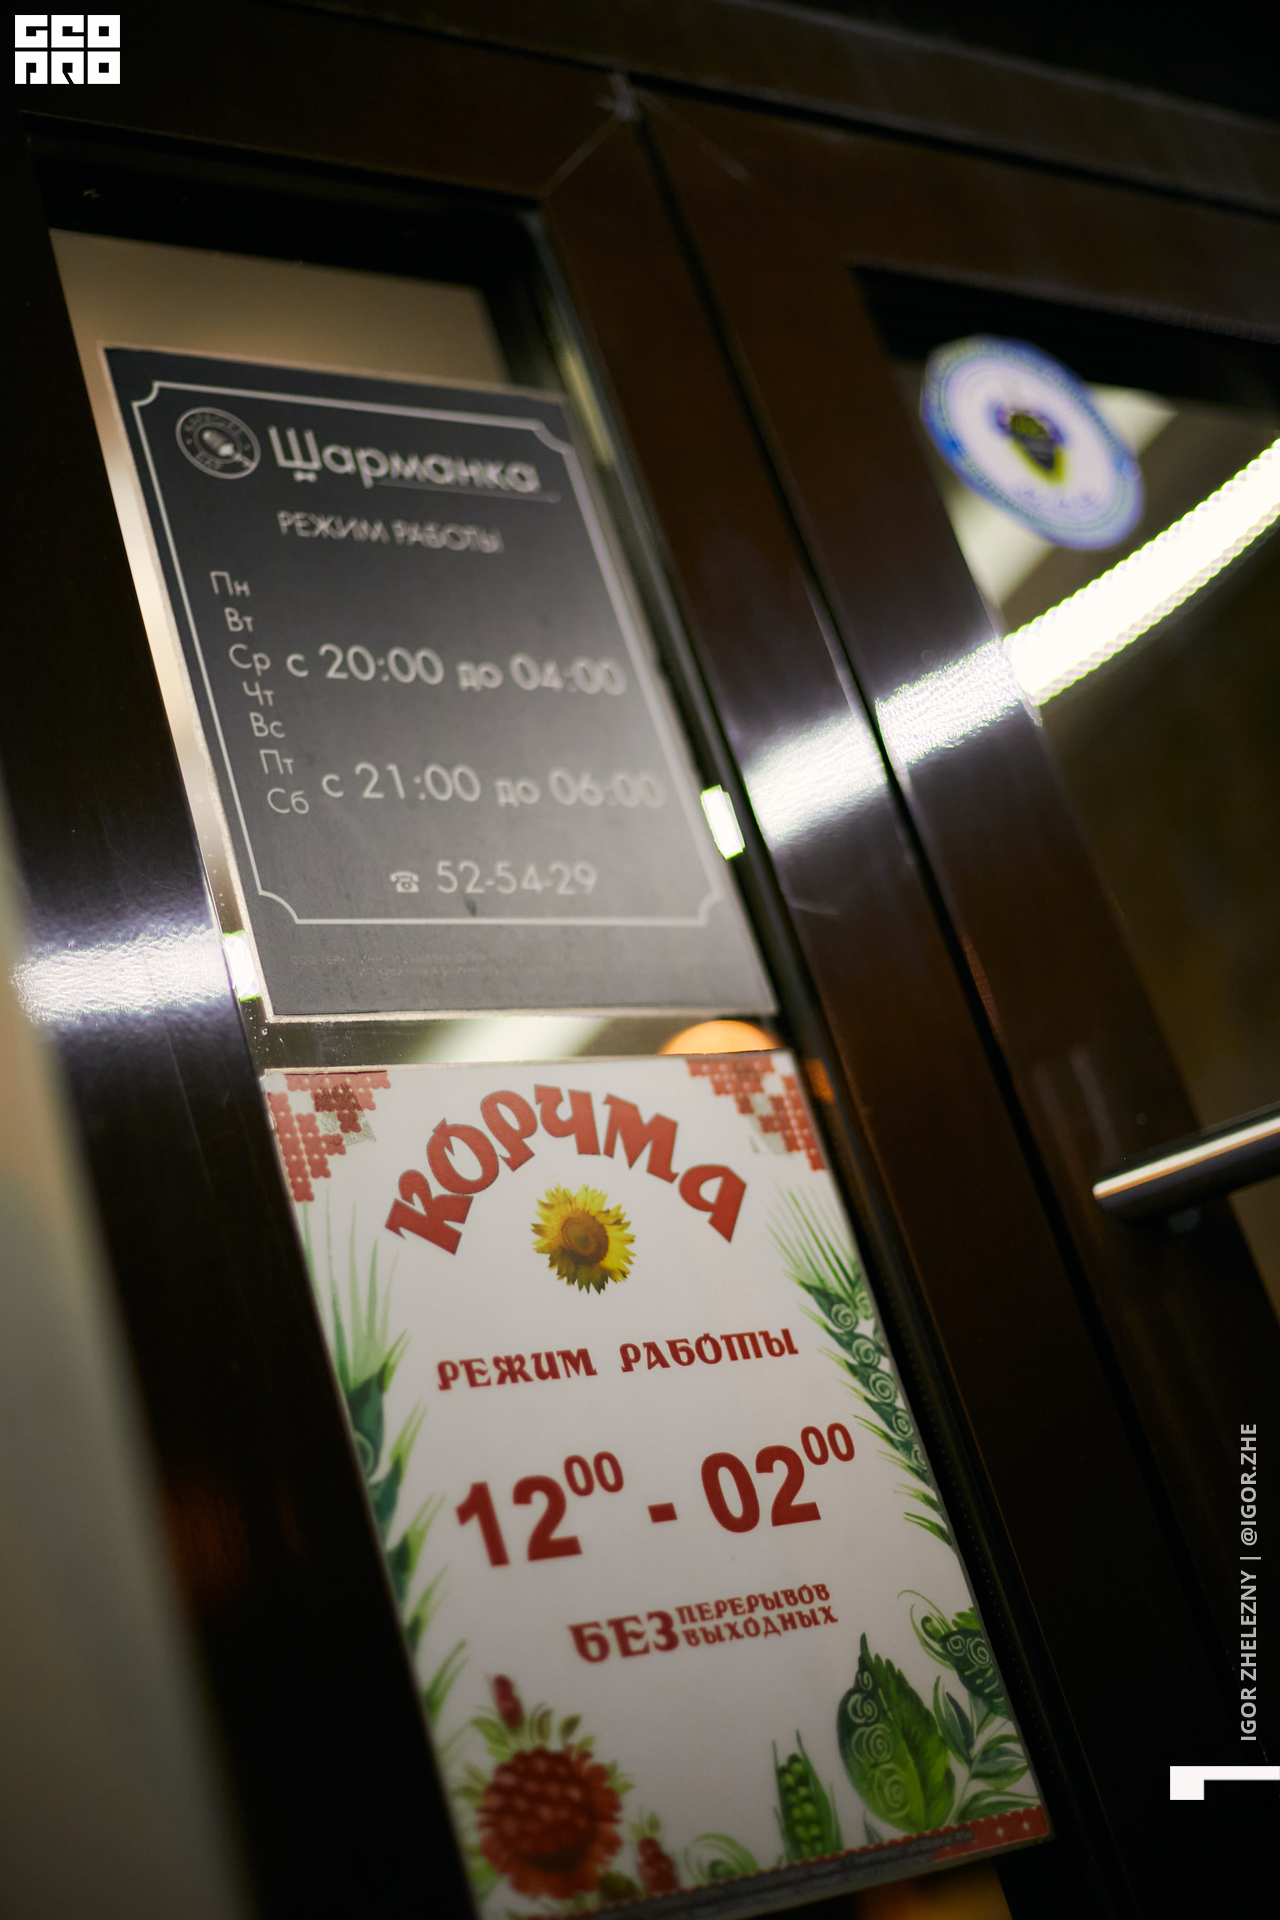 GEO
PRO
Шарманка
РЕЖИМ РАБОТЫ
Пн
Вт
Ср с 20:00 до 04:00
Чт
Вс
Пт
Сб с 21:00 до 06:00
☎ 52-54-29
КОРЧМА
РЕЖИМ РАБОТЫ
12⁰⁰ - 02⁰⁰
БЕЗ ПЕРЕРЫВОВ
ВЫХОДНЫХ
IGOR ZHELEZNY | @IGOR.ZHE